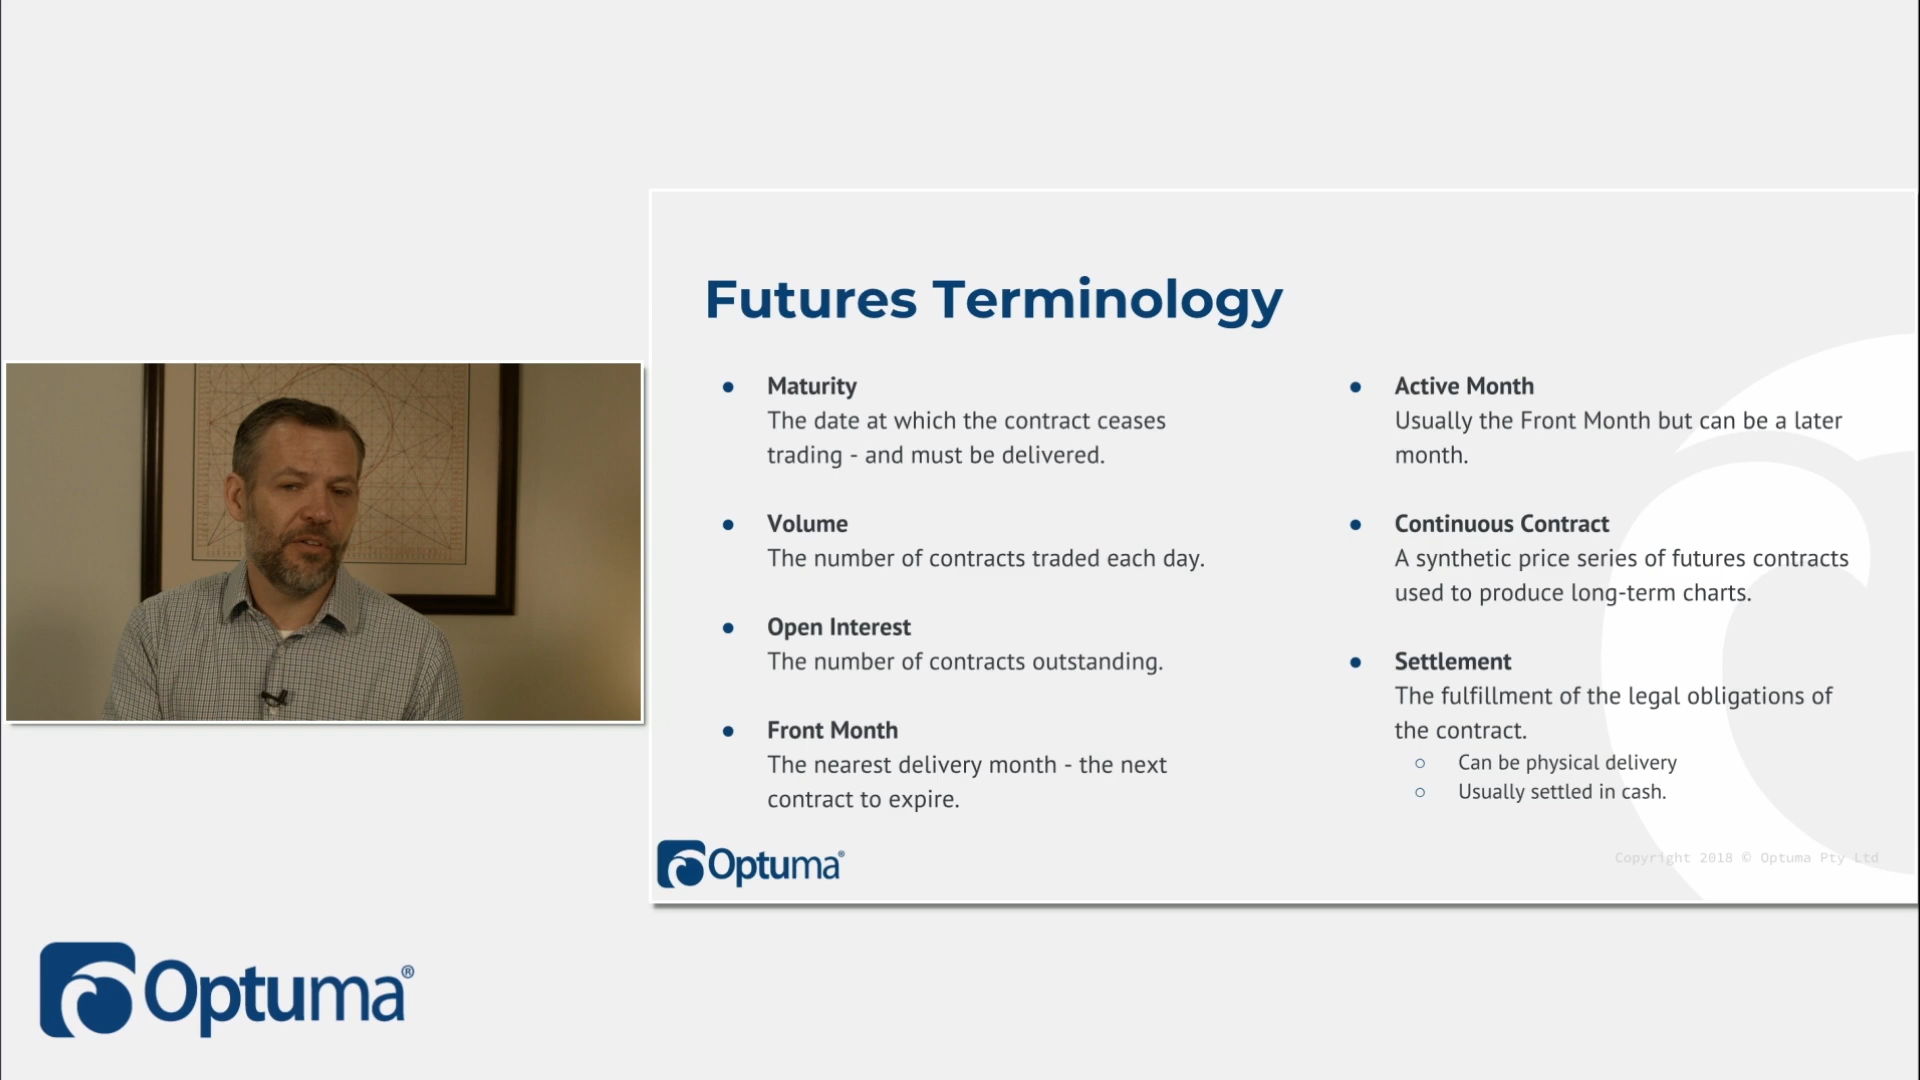 Futures Terminology
Maturity
The date at which the contract ceases
trading - and must be delivered.
Volume
The number of contracts traded each day.
Open Interest
The number of contracts outstanding.
Front Month
The nearest delivery month - the next
contract to expire.
Active Month
Usually the Front Month but can be a later
month.
Continuous Contract
A synthetic price series of futures contracts
used to produce long-term charts.
Settlement
The fulfillment of the legal obligations of
the contract.
Can be physical delivery
Usually settled in cash.
Optuma®
Copyright 2018 © Optuma Pty Ltd
Optuma®